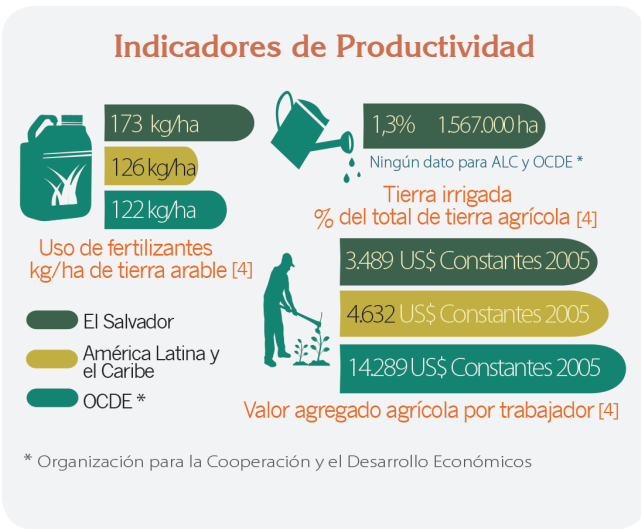 Indicadores de Productividad
173 kg/ha
126 kg/ha
122 kg/ha
Uso de fertilizantes
kg/ha de tierra arable [4]
1,3% 1.567.000 ha
Ningún dato para ALC y OCDE *
Tierra irrigada
% del total de tierra agrícola [4]
3.489 US$ Constantes 2005
4.632 US$ Constantes 2005
14.289 US$ Constantes 2005
Valor agregado agrícola por trabajador [4]
El Salvador
América Latina y
el Caribe
OCDE *
* Organización para la Cooperación y el Desarrollo Económicos